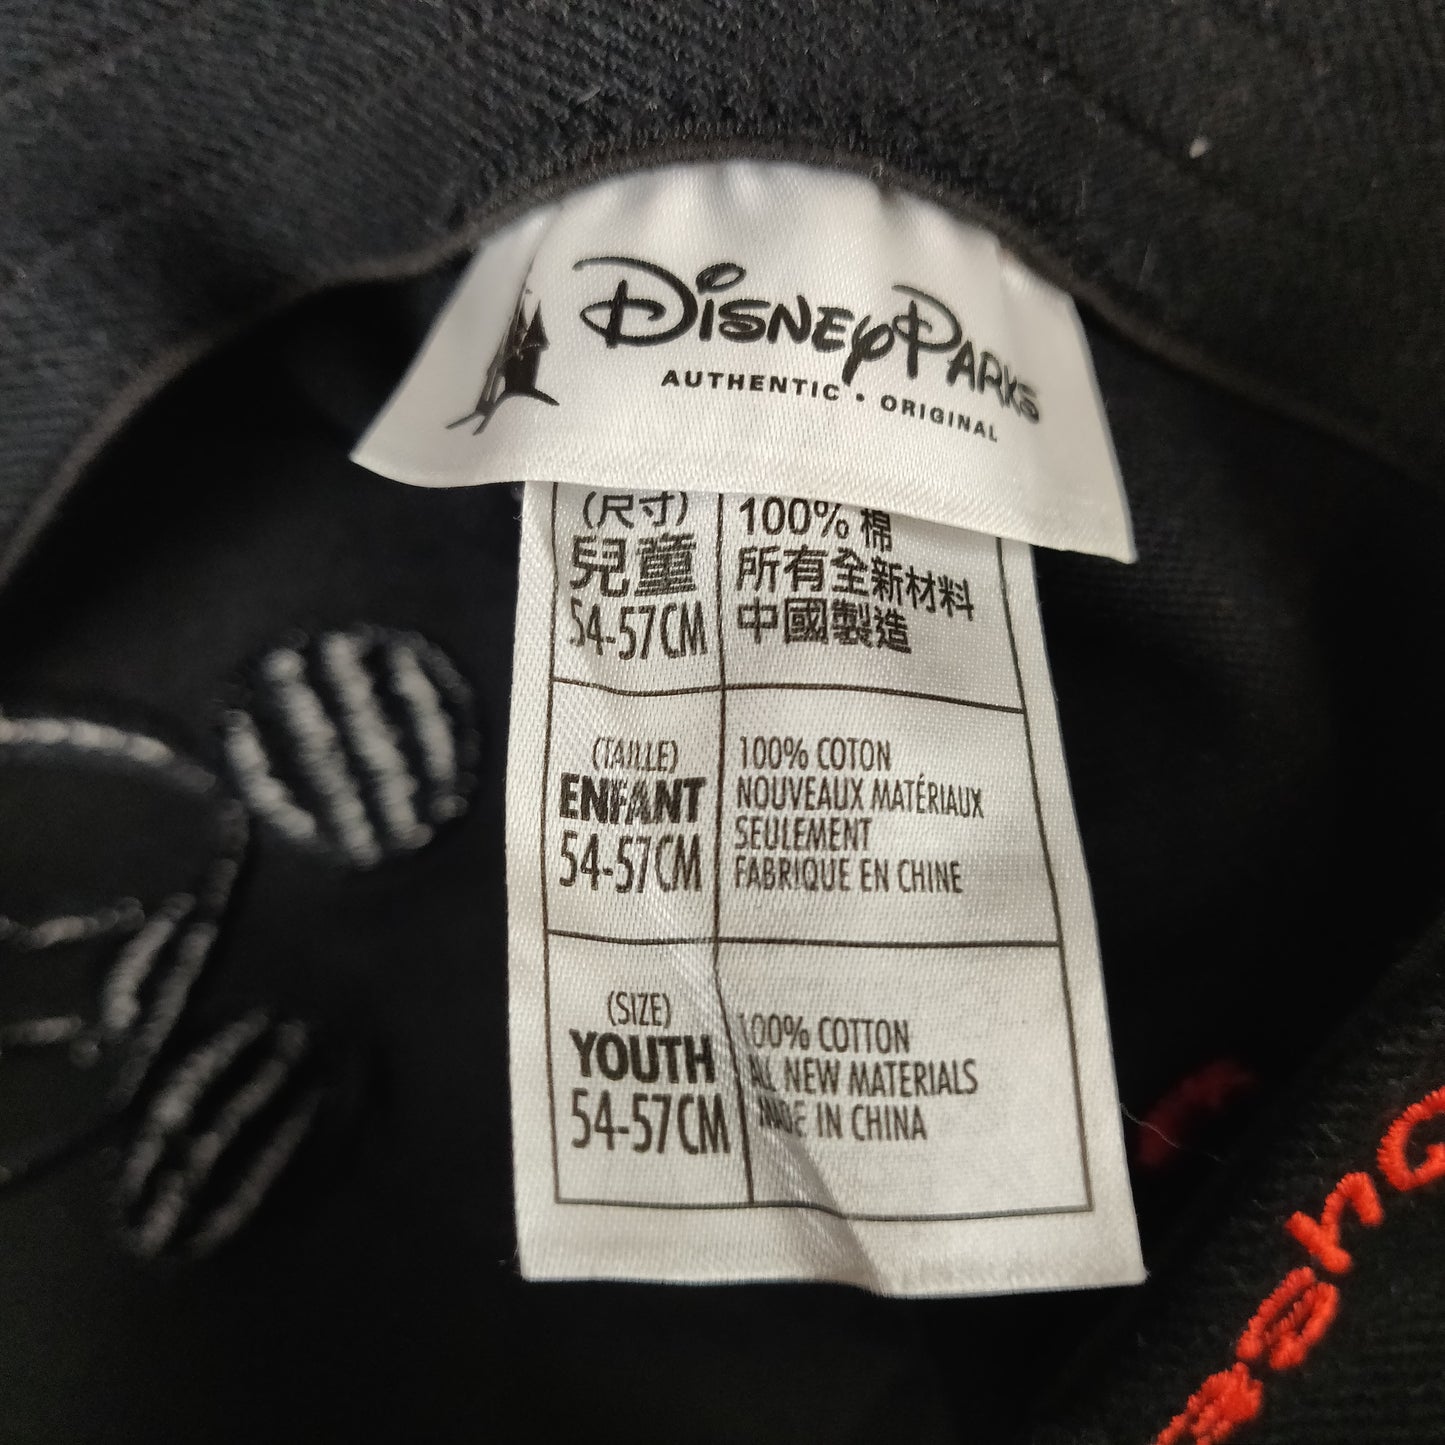 DISNEY PARKS
AUTHENTIC • ORIGINAL
(尺寸)
兒童
54-57CM
100% 棉
所有全新材料
中國製造
(TAILLE)
ENFANT
54-57CM
100% COTON
NOUVEAUX MATÉRIAUX
SEULEMENT
FABRIQUE EN CHINE
(SIZE)
YOUTH
54-57CM
100% COTTON
ALL NEW MATERIALS
MADE IN CHINA